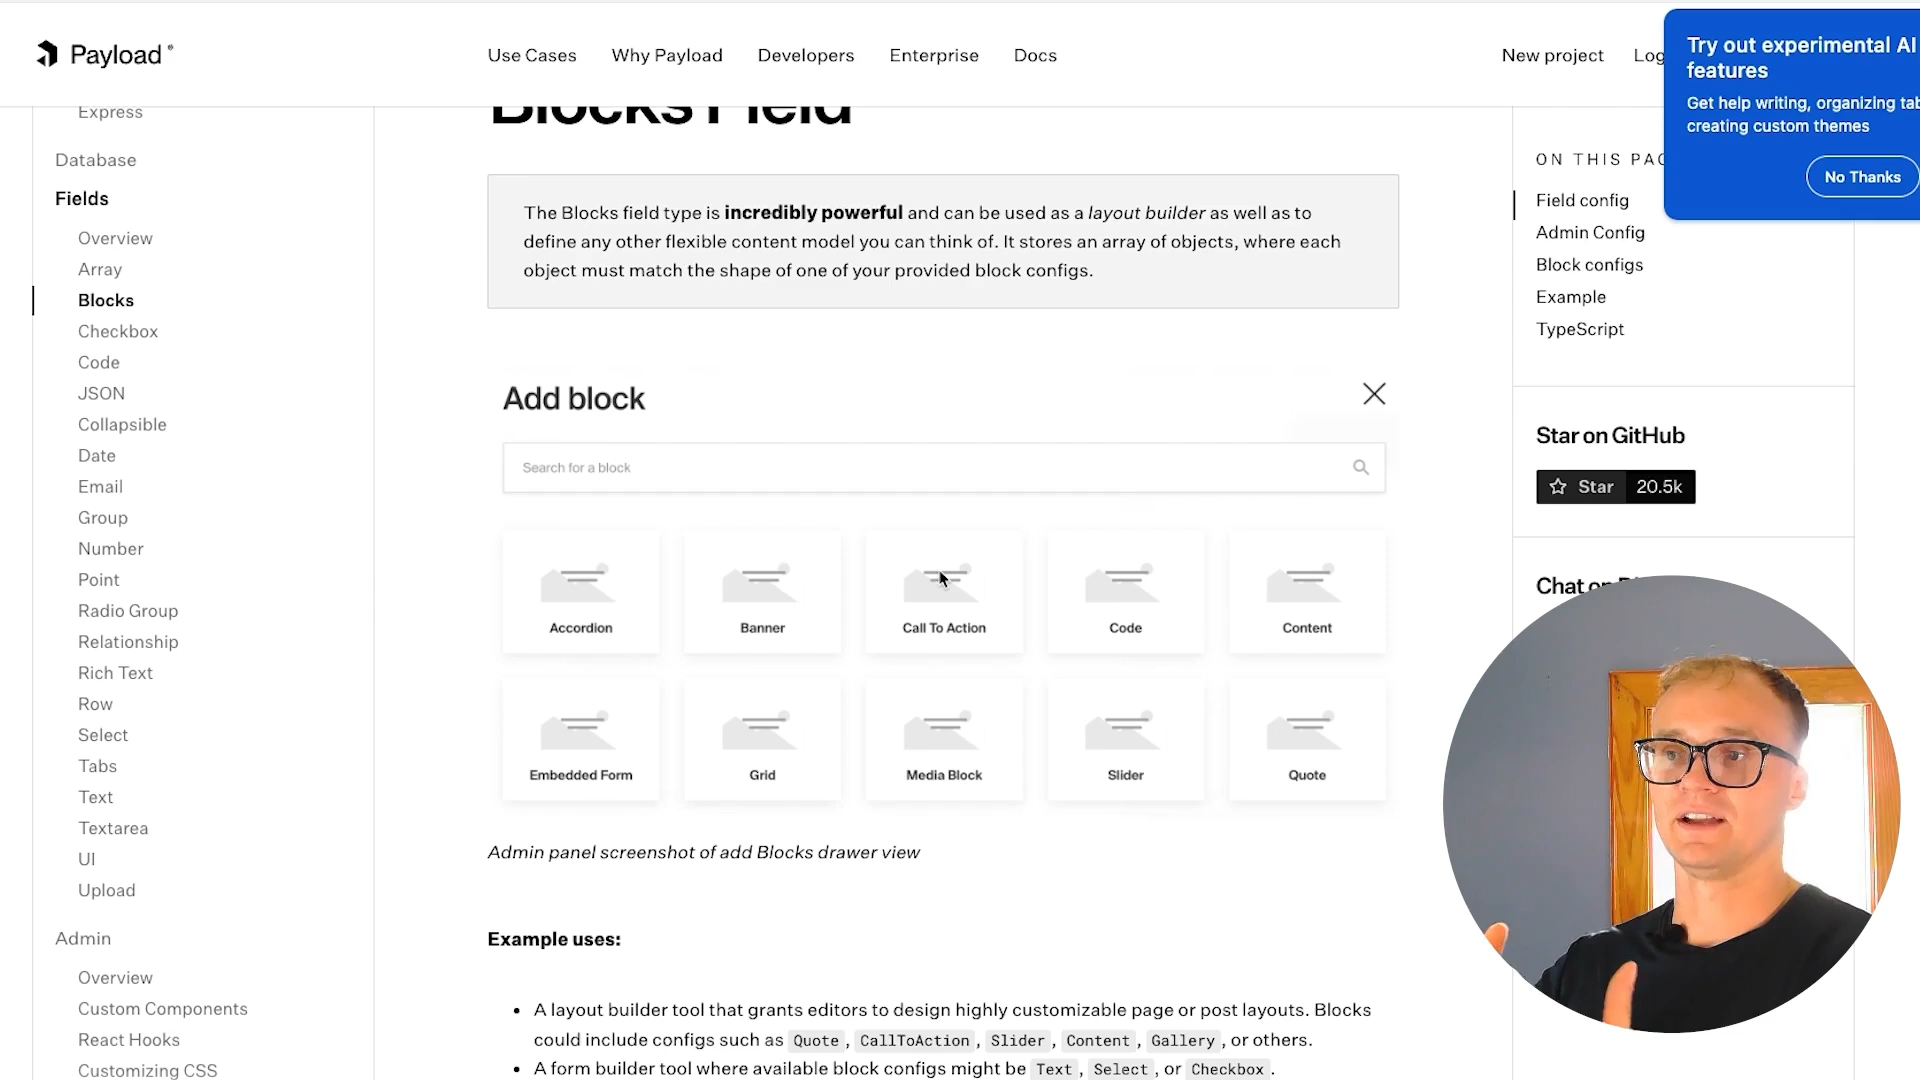 Payload
Use Cases
Why Payload
Developers
Enterprise
Docs
New project
Log
Try out experimental AI
features
Get help writing, organizing tab
creating custom themes
No Thanks
Express
Database
Fields
Overview
Array
Blocks
Checkbox
Code
JSON
Collapsible
Date
Email
Group
Number
Point
Radio Group
Relationship
Rich Text
Row
Select
Tabs
Text
Textarea
UI
Upload
Admin
Overview
Custom Components
React Hooks
Customizing CSS
Blocks Field
The Blocks field type is incredibly powerful and can be used as a layout builder as well as to
define any other flexible content model you can think of. It stores an array of objects, where each
object must match the shape of one of your provided block configs.
Add block
Search for a block
Accordion
Banner
Call To Action
Code
Content
Embedded Form
Grid
Media Block
Slider
Quote
Admin panel screenshot of add Blocks drawer view
Example uses:
• A layout builder tool that grants editors to design highly customizable page or post layouts. Blocks
could include configs such as Quote , CallToAction , Slider , Content , Gallery , or others.
• A form builder tool where available block configs might be Text , Select , or Checkbox .
ON THIS PAG
Field config
Admin Config
Block configs
Example
TypeScript
Star on GitHub
Star 20.5k
Chat on